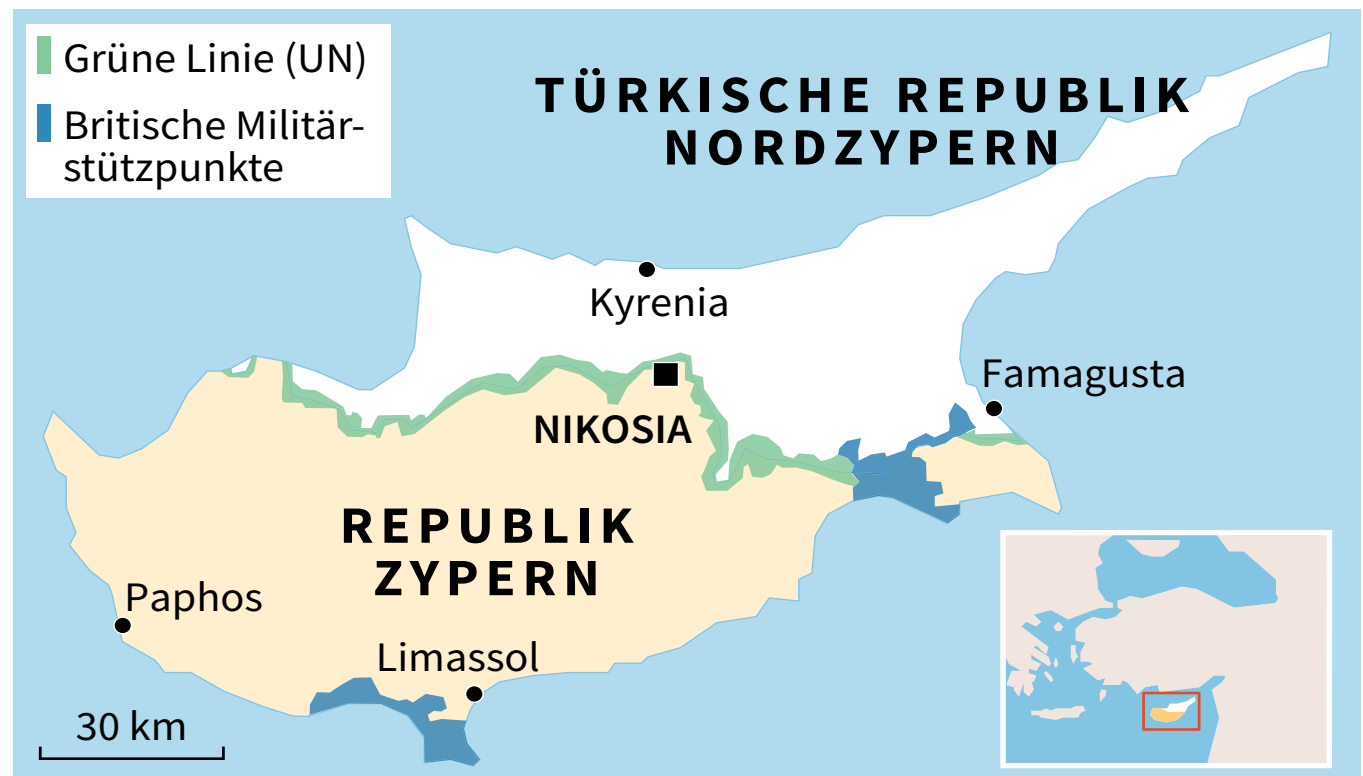 Grüne Linie (UN)
Britische Militär-
stützpunkte
TÜRKISCHE REPUBLIK
NORDZYPERN
Kyrenia
Famagusta
NIKOSIA
REPUBLIK
ZYPERN
Paphos
Limassol
30 km